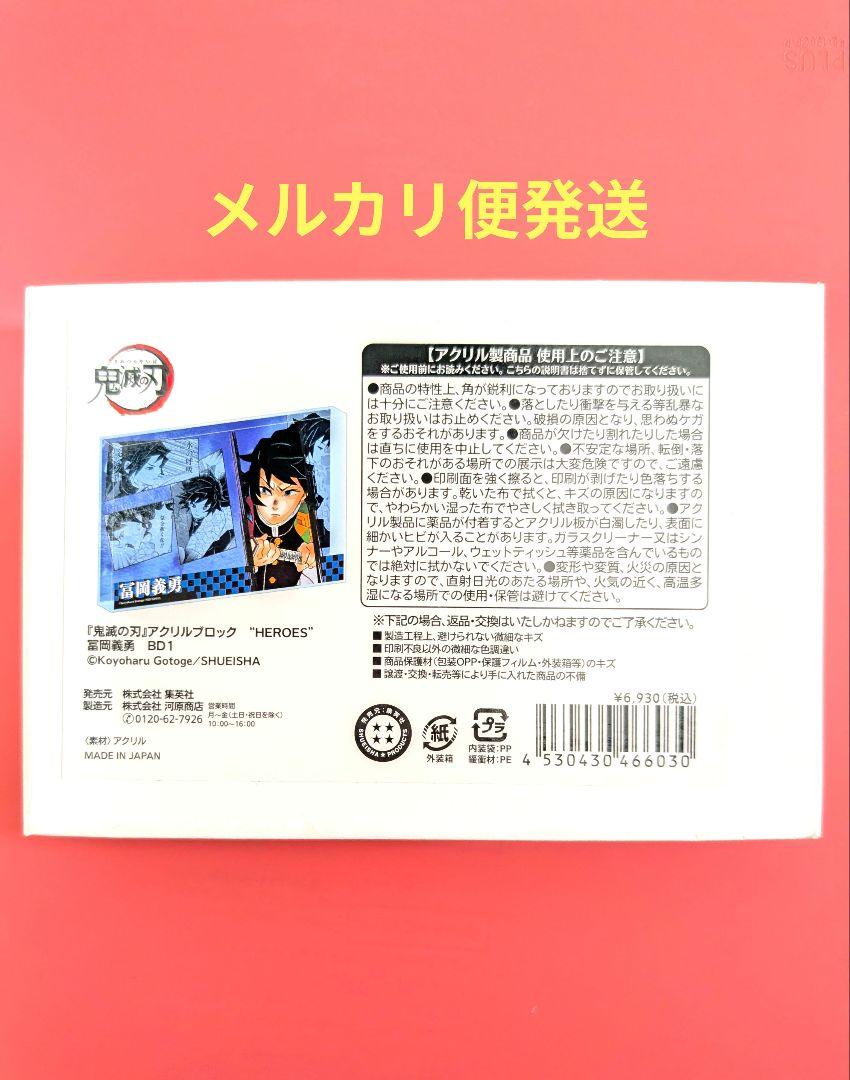 メルカリ便発送
鬼滅の刃
冨岡義勇
『鬼滅の刃』アクリルブロック “HEROES”
冨岡義勇 BD1
©Koyoharu Gotoge/SHUEISHA
発売元 株式会社 集英社
製造元 株式会社 河原商店
0120-62-7926
営業時間
月~金(土日・祝日を除く)
10:00~16:00
〈素材〉アクリル
MADE IN JAPAN
【アクリル製商品 使用上のご注意】
※ご使用前にお読みください。こちらの説明書は捨てずに保管してください。
●商品の特性上、角が鋭利になっておりますのでお取り扱いに
は十分にご注意ください。●落としたり衝撃を与える等乱暴な
お取り扱いはお止めください。破損の原因となり、思わぬケガ
をするおそれがあります。●商品が欠けたり割れたりした場合
は直ちに使用を中止してください。●不安定な場所、転倒・落
下のおそれがある場所での展示は大変危険ですので、ご遠慮
ください。●印刷面を強く擦ると、印刷が剥げたり色落ちする
場合があります。乾いた布で拭くと、キズの原因になりますの
で、やわらかい湿った布でやさしく拭き取ってください。●アク
リル製品に薬品が付着するとアクリル板が白濁したり、表面に
細かいヒビが入ることがあります。ガラスクリーナー又はシン
ナーやアルコール、ウェットティッシュ等薬品を含んでいるもの
では絶対に拭かないでください。●変形や変質、火災の原因と
なりますので、直射日光のあたる場所や、火気の近く、高温多
湿になる場所での使用・保管は避けてください。
※下記の場合、返品・交換はいたしかねますのでご了承ください。
■製造工程上、避けられない微細なキズ
■印刷不良以外の微細な色調違い
■商品保護材(包装OPP・保護フィルム・外装箱等)のキズ
■譲渡・交換・転売等により手に入れた商品の不備
¥6,930(税込)
発売元:集英社
SHUEISHA ★ PRODUCTS
紙
外装箱
プラ
内装袋:PP
緩衝材:PE
4 530430 466030